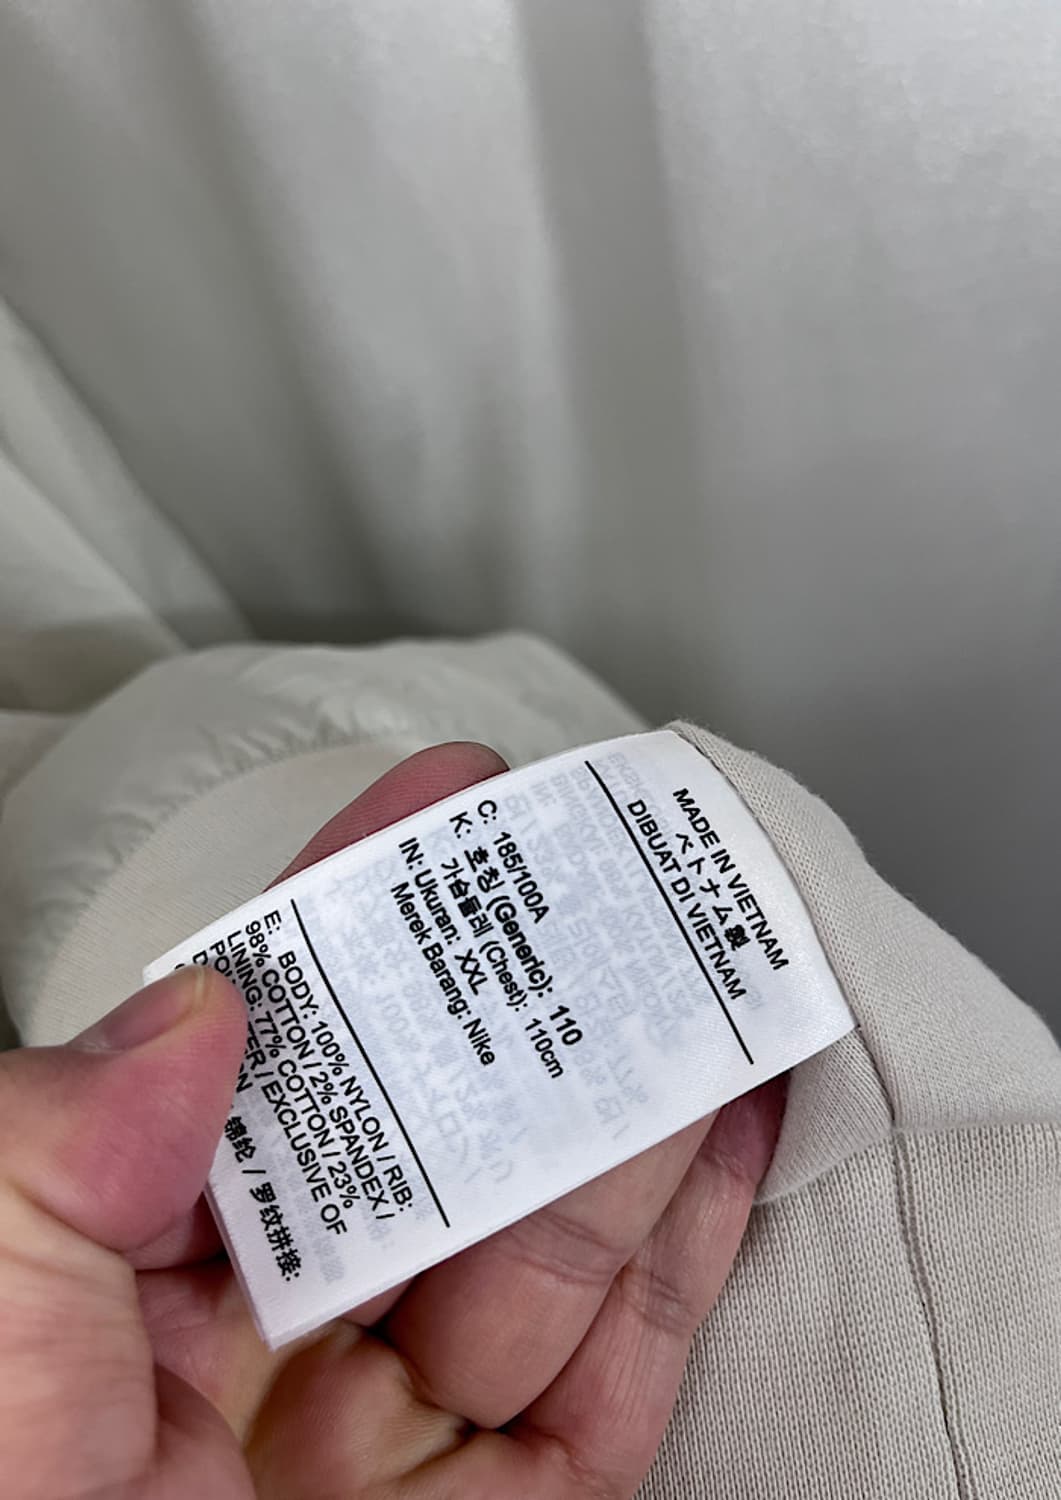 MADE IN VIETNAM
ベトナム製
DIBUAT DI VIETNAM
C: 185/100A
K: 호칭 (Generic): 110
가슴둘레 (Chest): 110cm
IN: Ukuran: XXL
Merek Barang: Nike
E: BODY: 100% NYLON / RIB:
98% COTTON / 2% SPANDEX /
LINING: 77% COTTON / 23%
EXCLUSIVE OF
锦纶 / 罗纹拼接: